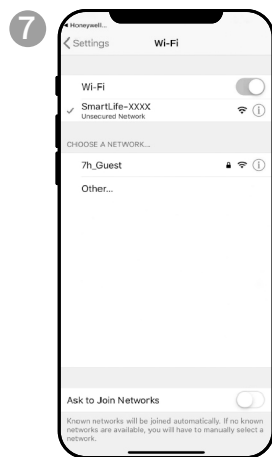 7
Honeywell...
Settings Wi-Fi
Wi-Fi
SmartLife-XXXX
Unsecured Network
CHOOSE A NETWORK...
7h_Guest
Other...
Ask to Join Networks
Known networks will be joined automatically. If no known
networks are available, you will have to manually select a
network.